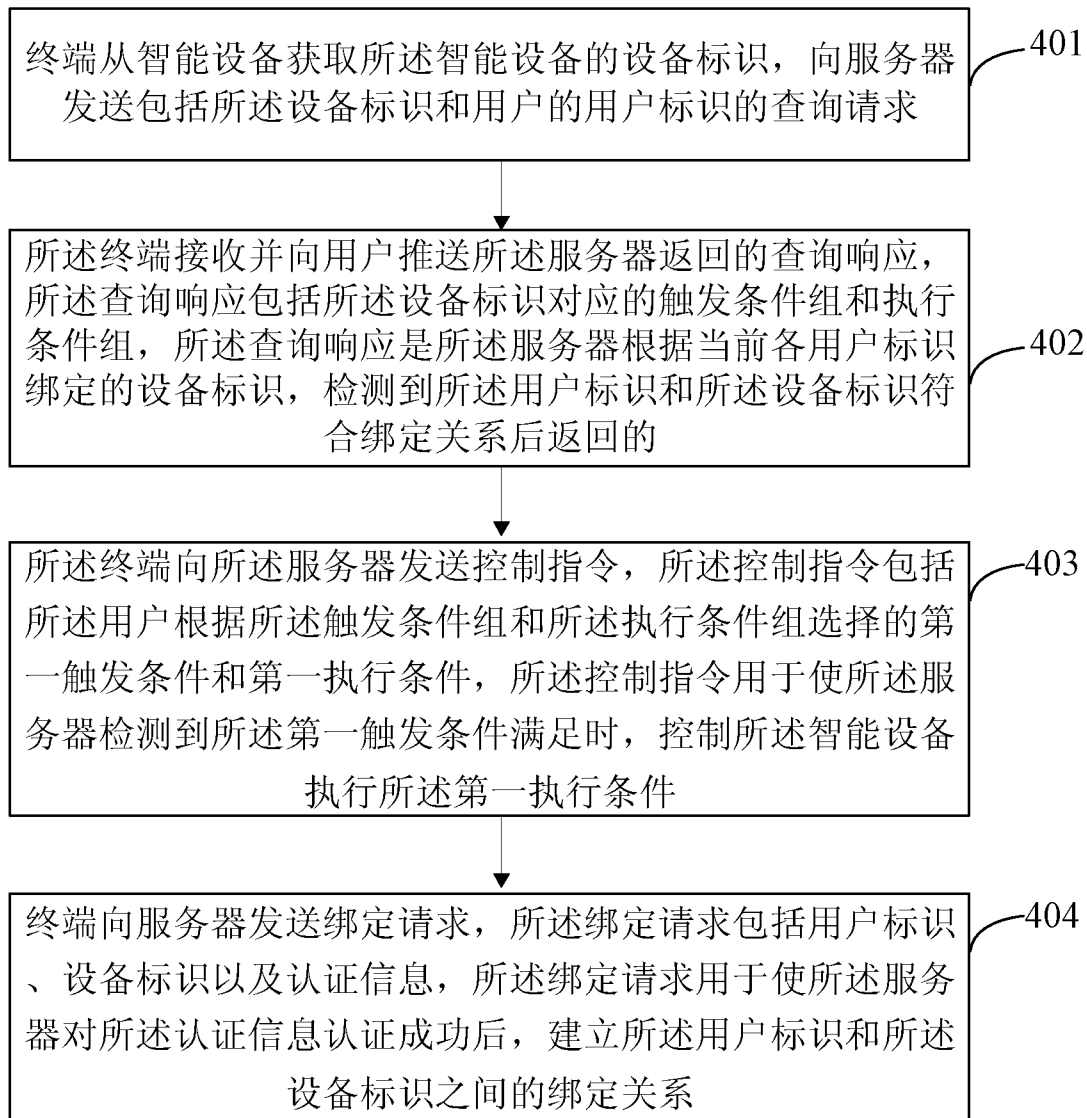 终端从智能设备获取所述智能设备的设备标识，向服务器
发送包括所述设备标识和用户的用户标识的查询请求
401
所述终端接收并向用户推送所述服务器返回的查询响应，
所述查询响应包括所述设备标识对应的触发条件组和执行
条件组，所述查询响应是所述服务器根据当前各用户标识
绑定的设备标识，检测到所述用户标识和所述设备标识符
合绑定关系后返回的
402
所述终端向所述服务器发送控制指令，所述控制指令包括
所述用户根据所述触发条件组和所述执行条件组选择的第
一触发条件和第一执行条件，所述控制指令用于使所述服
务器检测到所述第一触发条件满足时，控制所述智能设备
执行所述第一执行条件
403
终端向服务器发送绑定请求，所述绑定请求包括用户标识
、设备标识以及认证信息，所述绑定请求用于使所述服务
器对所述认证信息认证成功后，建立所述用户标识和所述
设备标识之间的绑定关系
404